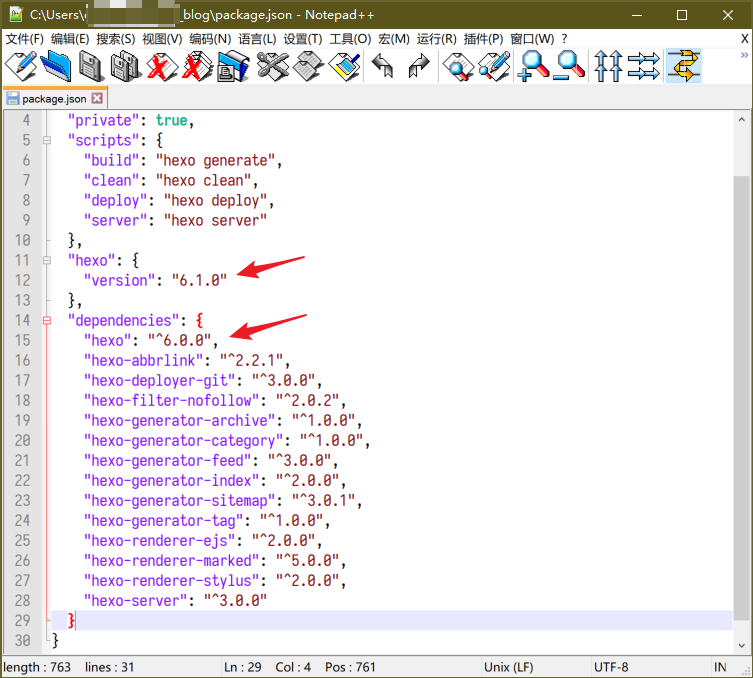 C:\Users\ _blog\package.json - Notepad++
文件(F) 编辑(E) 搜索(S) 视图(V) 编码(N) 语言(L) 设置(T) 工具(O) 宏(M) 运行(R) 插件(P) 窗口(W) ? X
package.json
4 "private": true,
5 "scripts": {
6 "build": "hexo generate",
7 "clean": "hexo clean",
8 "deploy": "hexo deploy",
9 "server": "hexo server"
10 },
11 "hexo": {
12 "version": "6.1.0"
13 },
14 "dependencies": {
15 "hexo": "^6.0.0",
16 "hexo-abbrlink": "^2.2.1",
17 "hexo-deployer-git": "^3.0.0",
18 "hexo-filter-nofollow": "^2.0.2",
19 "hexo-generator-archive": "^1.0.0",
20 "hexo-generator-category": "^1.0.0",
21 "hexo-generator-feed": "^3.0.0",
22 "hexo-generator-index": "^2.0.0",
23 "hexo-generator-sitemap": "^3.0.1",
24 "hexo-generator-tag": "^1.0.0",
25 "hexo-renderer-ejs": "^2.0.0",
26 "hexo-renderer-marked": "^5.0.0",
27 "hexo-renderer-stylus": "^2.0.0",
28 "hexo-server": "^3.0.0"
29 }
30 }
length : 763 lines : 31 Ln : 29 Col : 4 Pos : 761 Unix (LF) UTF-8 IN